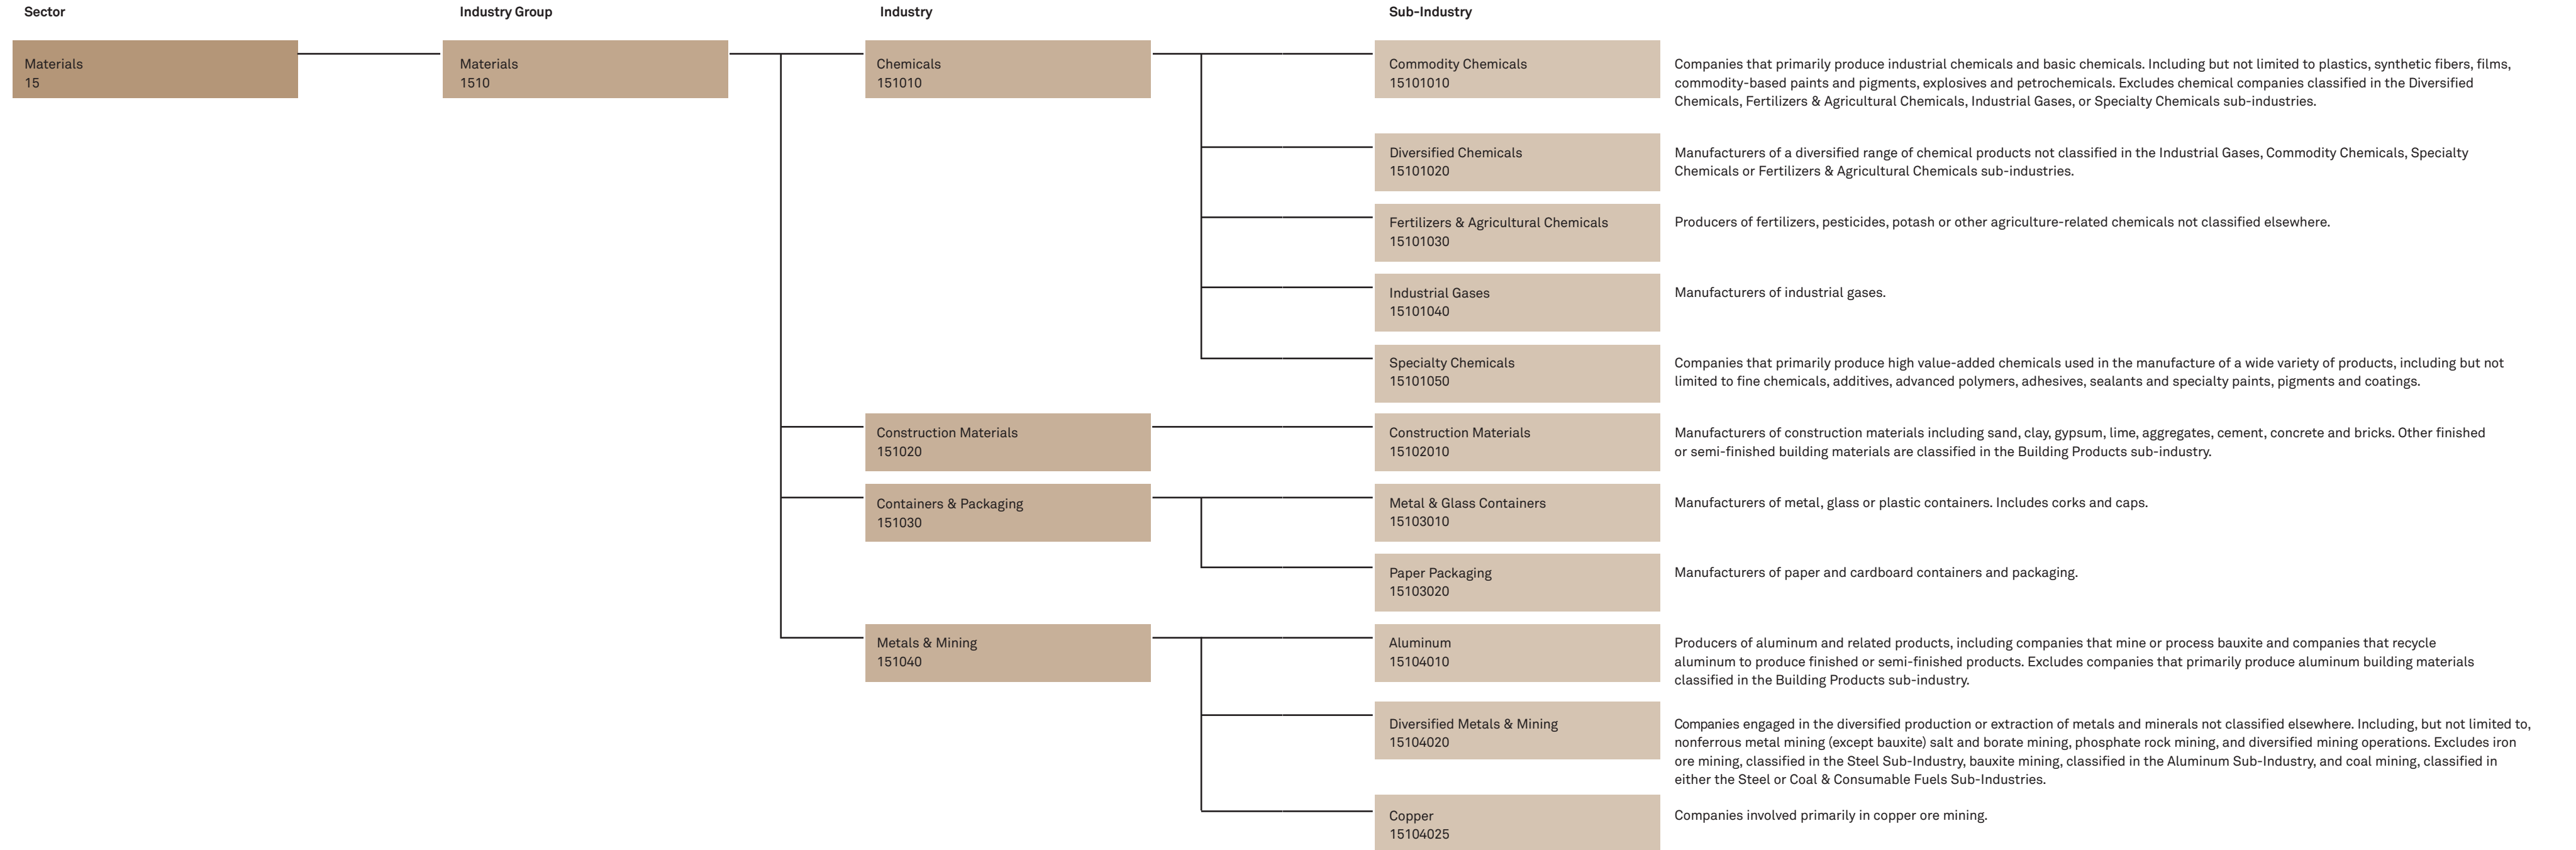 Sector
Industry Group
Industry
Sub-Industry
Materials
15
Materials
1510
Chemicals
151010
Commodity Chemicals
15101010
Companies that primarily produce industrial chemicals and basic chemicals. Including but not limited to plastics, synthetic fibers, films,
commodity-based paints and pigments, explosives and petrochemicals. Excludes chemical companies classified in the Diversified
Chemicals, Fertilizers & Agricultural Chemicals, Industrial Gases, or Specialty Chemicals sub-industries.
Diversified Chemicals
15101020
Manufacturers of a diversified range of chemical products not classified in the Industrial Gases, Commodity Chemicals, Specialty
Chemicals or Fertilizers & Agricultural Chemicals sub-industries.
Fertilizers & Agricultural Chemicals
15101030
Producers of fertilizers, pesticides, potash or other agriculture-related chemicals not classified elsewhere.
Industrial Gases
15101040
Manufacturers of industrial gases.
Specialty Chemicals
15101050
Companies that primarily produce high value-added chemicals used in the manufacture of a wide variety of products, including but not
limited to fine chemicals, additives, advanced polymers, adhesives, sealants and specialty paints, pigments and coatings.
Construction Materials
151020
Construction Materials
15102010
Manufacturers of construction materials including sand, clay, gypsum, lime, aggregates, cement, concrete and bricks. Other finished
or semi-finished building materials are classified in the Building Products sub-industry.
Containers & Packaging
151030
Metal & Glass Containers
15103010
Manufacturers of metal, glass or plastic containers. Includes corks and caps.
Paper Packaging
15103020
Manufacturers of paper and cardboard containers and packaging.
Metals & Mining
151040
Aluminum
15104010
Producers of aluminum and related products, including companies that mine or process bauxite and companies that recycle
aluminum to produce finished or semi-finished products. Excludes companies that primarily produce aluminum building materials
classified in the Building Products sub-industry.
Diversified Metals & Mining
15104020
Companies engaged in the diversified production or extraction of metals and minerals not classified elsewhere. Including, but not limited to,
nonferrous metal mining (except bauxite) salt and borate mining, phosphate rock mining, and diversified mining operations. Excludes iron
ore mining, classified in the Steel Sub-Industry, bauxite mining, classified in the Aluminum Sub-Industry, and coal mining, classified in
either the Steel or Coal & Consumable Fuels Sub-Industries.
Copper
15104025
Companies involved primarily in copper ore mining.